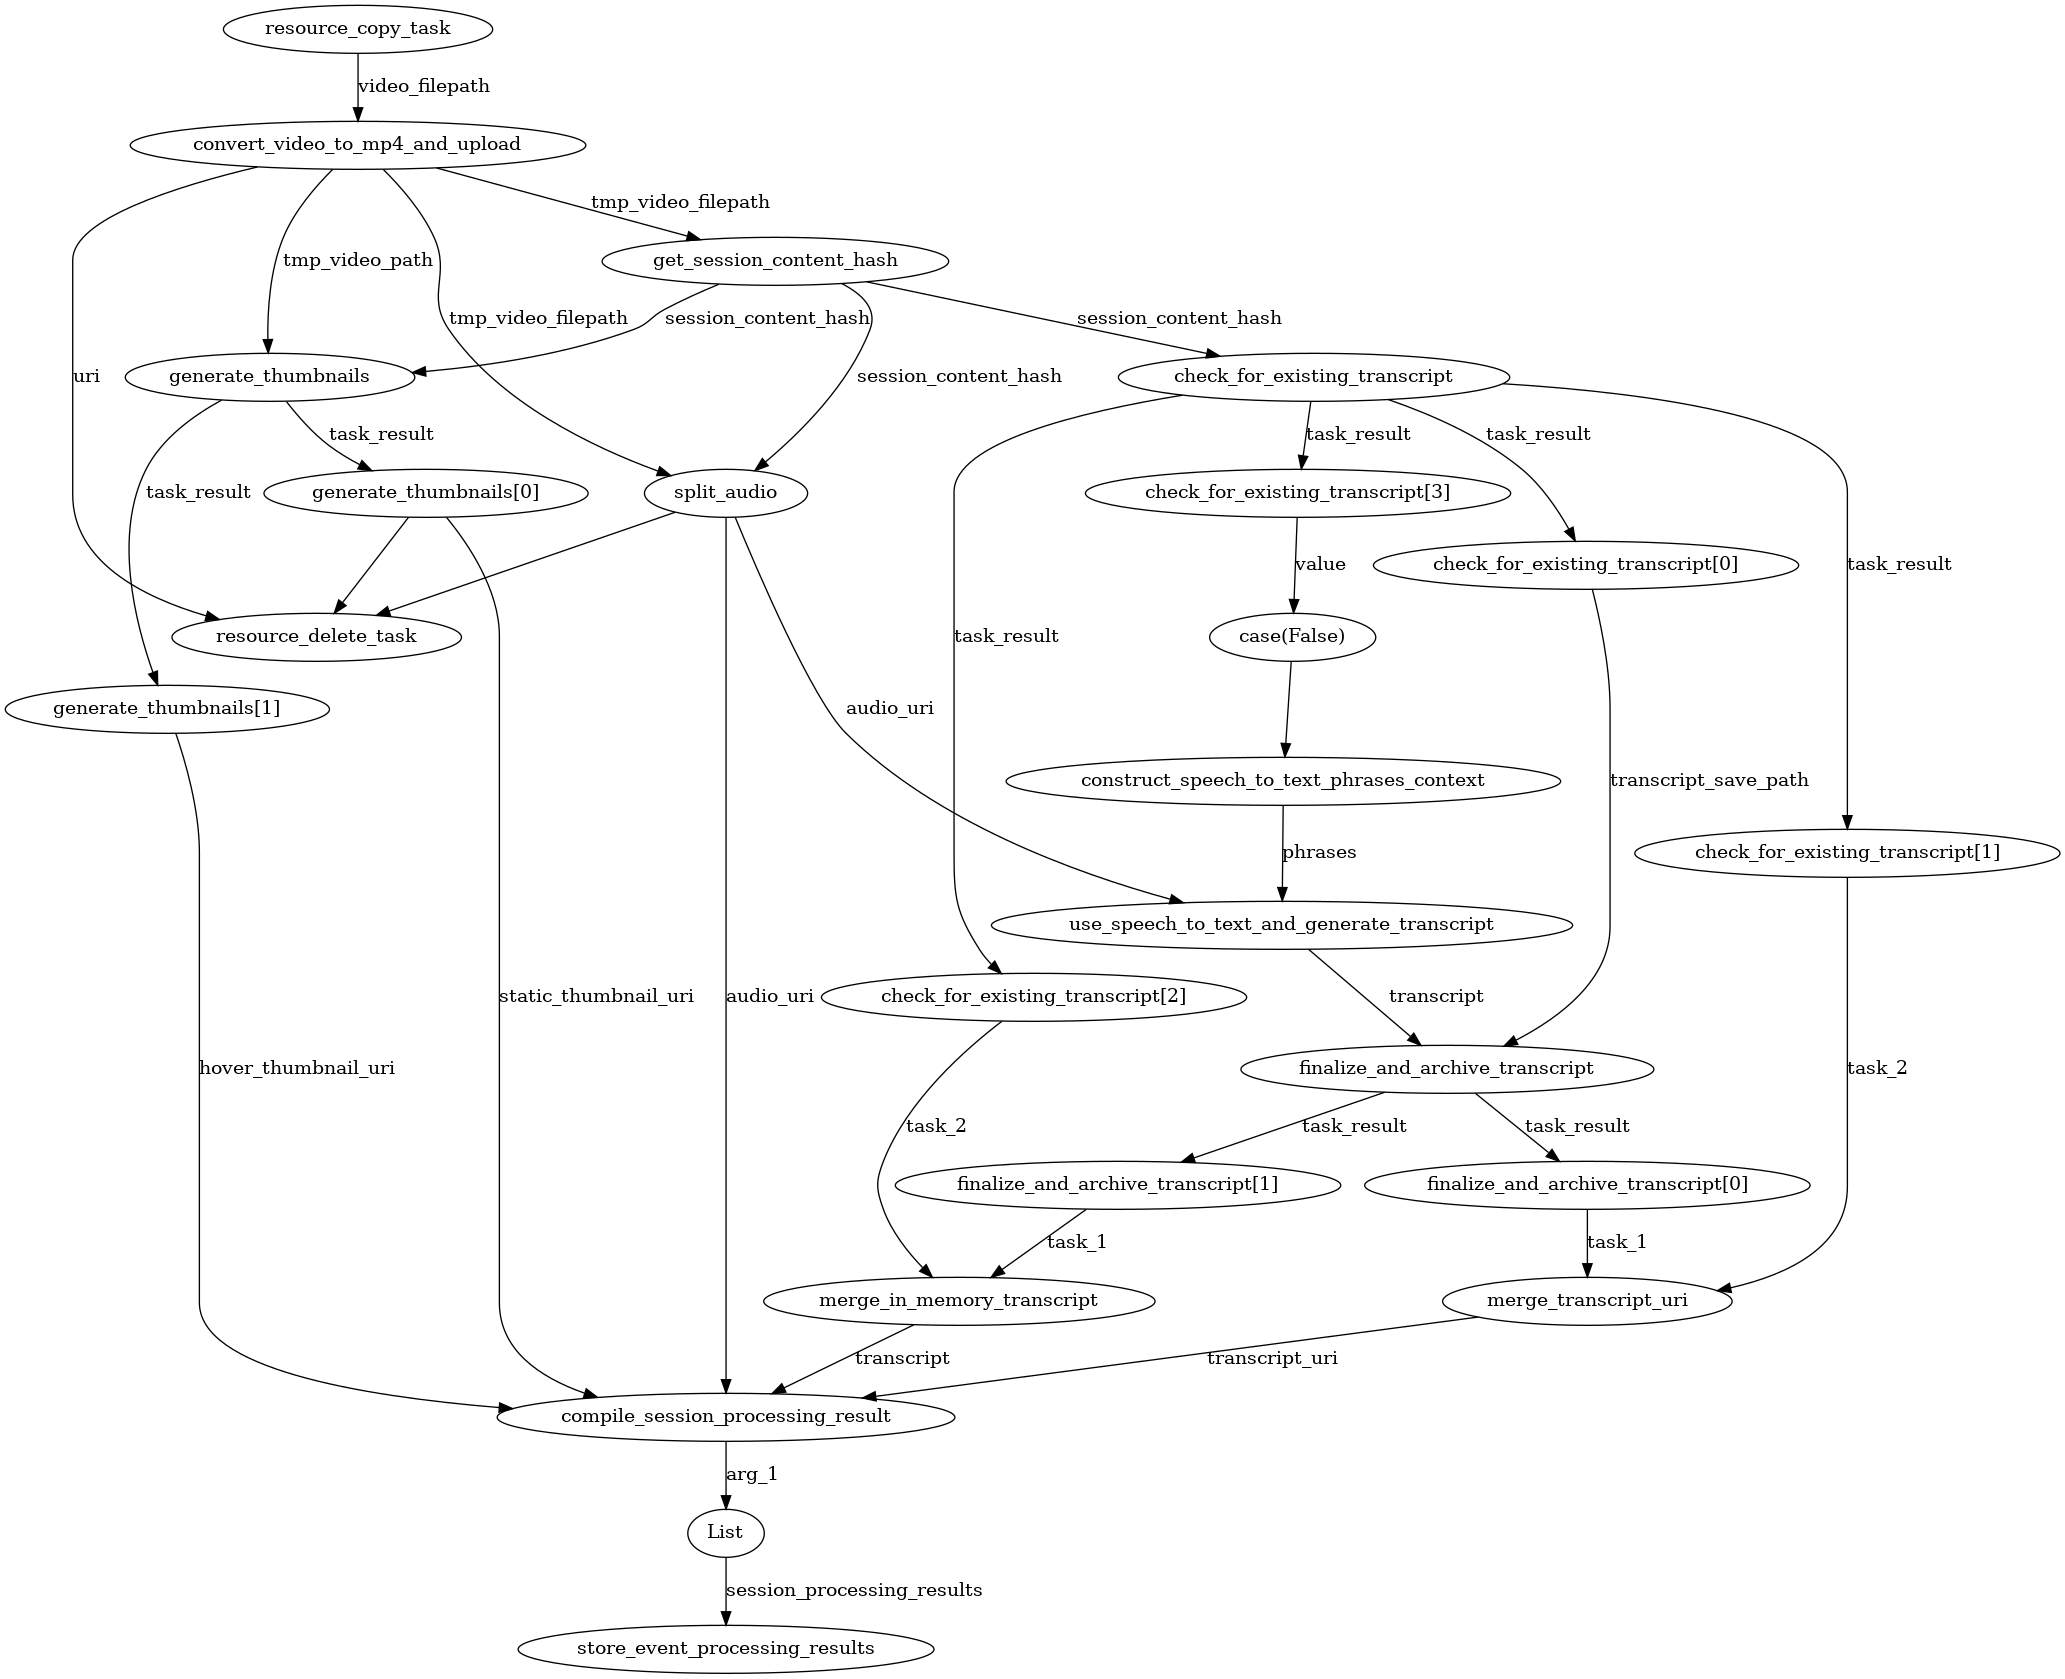 resource_copy_task
video_filepath
convert_video_to_mp4_and_upload
tmp_video_filepath
uri
tmp_video_path
get_session_content_hash
tmp_video_filepath
session_content_hash
session_content_hash
generate_thumbnails
session_content_hash
check_for_existing_transcript
task_result
task_result
task_result
task_result
generate_thumbnails[0]
split_audio
check_for_existing_transcript[3]
value
check_for_existing_transcript[0]
task_result
resource_delete_task
task_result
case(False)
generate_thumbnails[1]
audio_uri
construct_speech_to_text_phrases_context
transcript_save_path
phrases
check_for_existing_transcript[1]
use_speech_to_text_and_generate_transcript
static_thumbnail_uri
audio_uri
check_for_existing_transcript[2]
transcript
hover_thumbnail_uri
finalize_and_archive_transcript
task_2
task_2
task_result
task_result
finalize_and_archive_transcript[1]
finalize_and_archive_transcript[0]
task_1
task_1
merge_in_memory_transcript
merge_transcript_uri
transcript
transcript_uri
compile_session_processing_result
arg_1
List
session_processing_results
store_event_processing_results